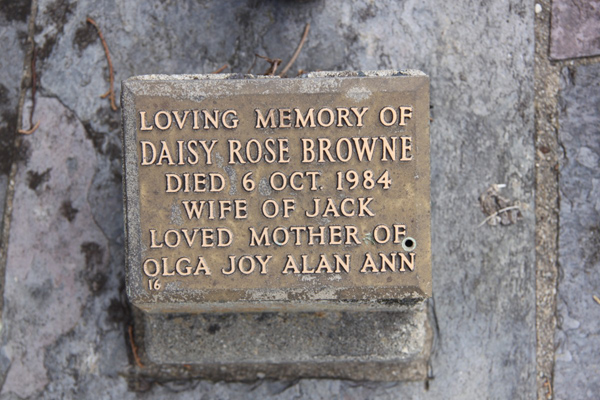 LOVING MEMORY OF
DAISY ROSE BROWNE
DIED 6 OCT. 1984
WIFE OF JACK
LOVED MOTHER OF
OLGA JOY ALAN ANN
16